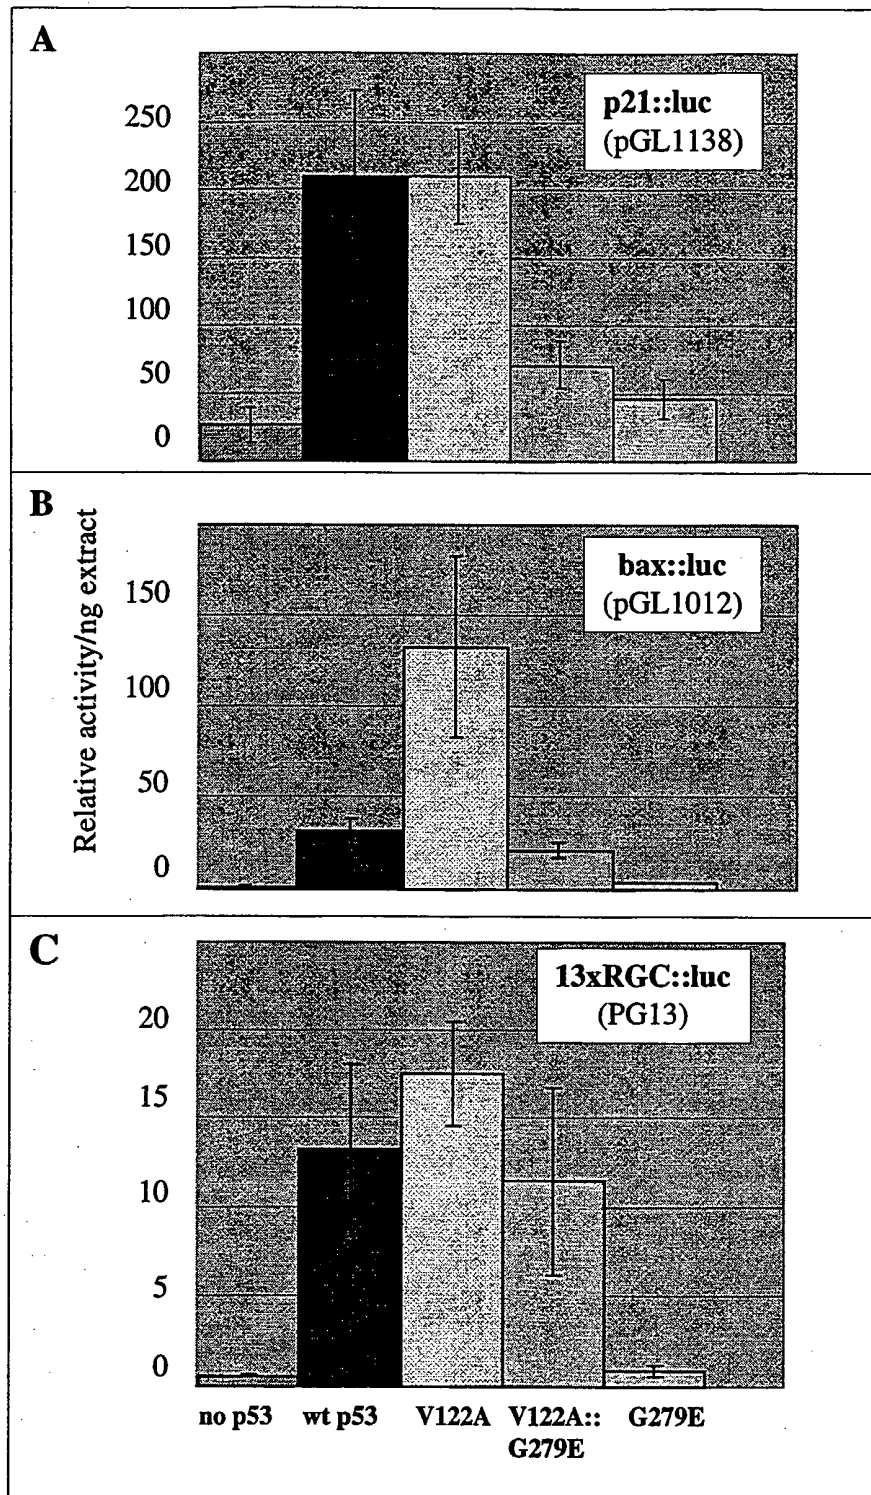 A
p21::luc
(pGL1138)
250
200
150
100
50
0
B
Relative activity/ng extract
bax::luc
(pGL1012)
150
100
50
0
C
13xRGC::luc
(PG13)
20
15
10
5
0
no p53 wt p53 V122A V122A:: G279E
G279E